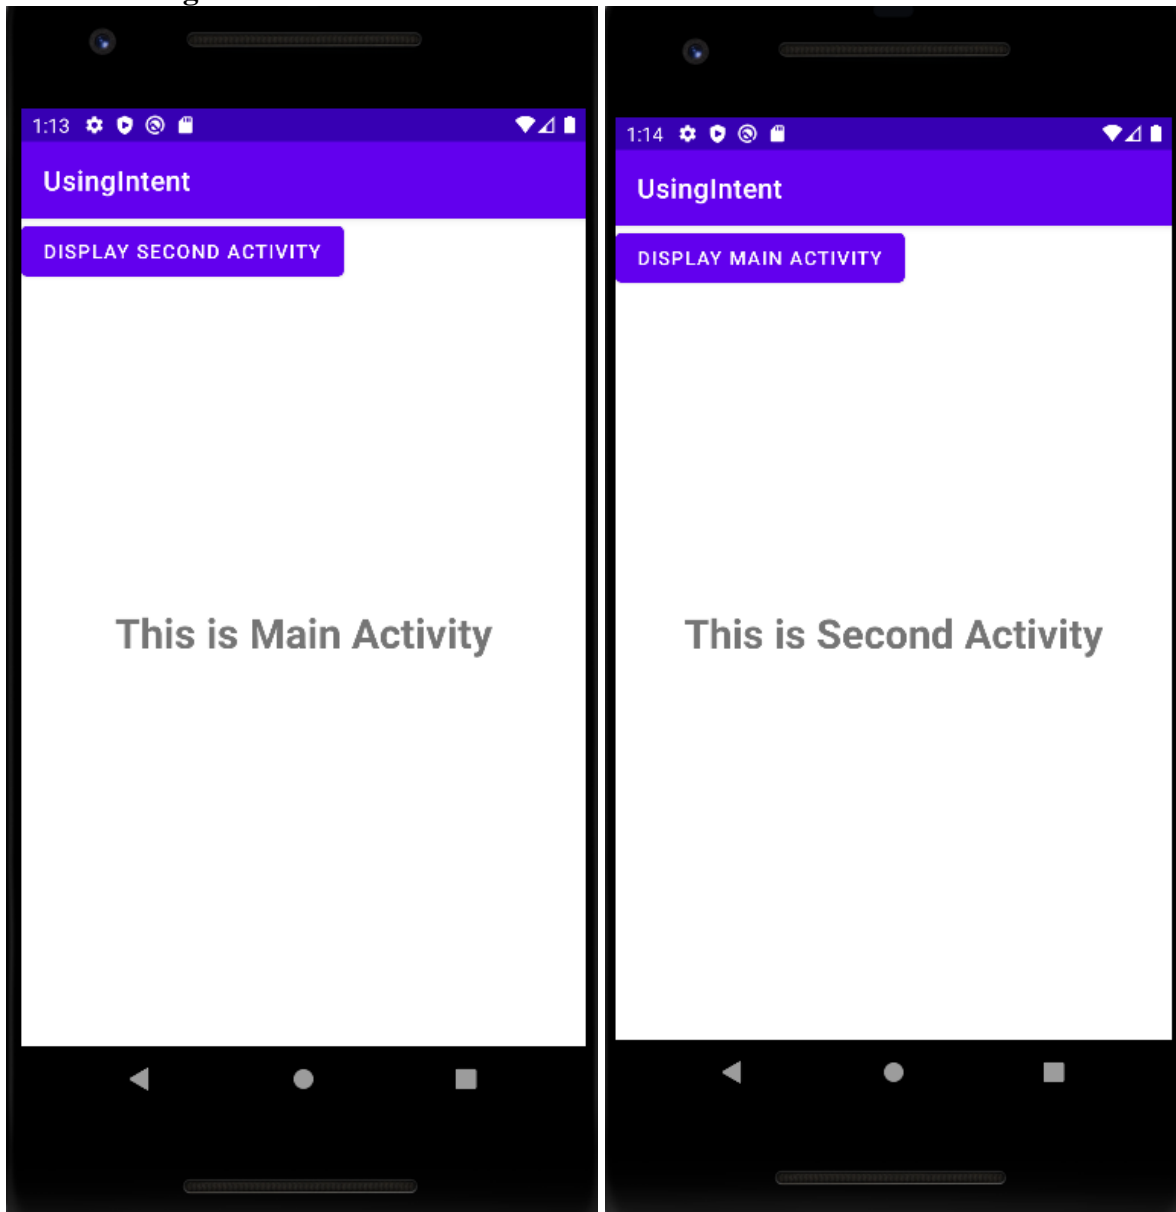 1:13
UsingIntent
DISPLAY SECOND ACTIVITY
This is Main Activity
1:14
UsingIntent
DISPLAY MAIN ACTIVITY
This is Second Activity